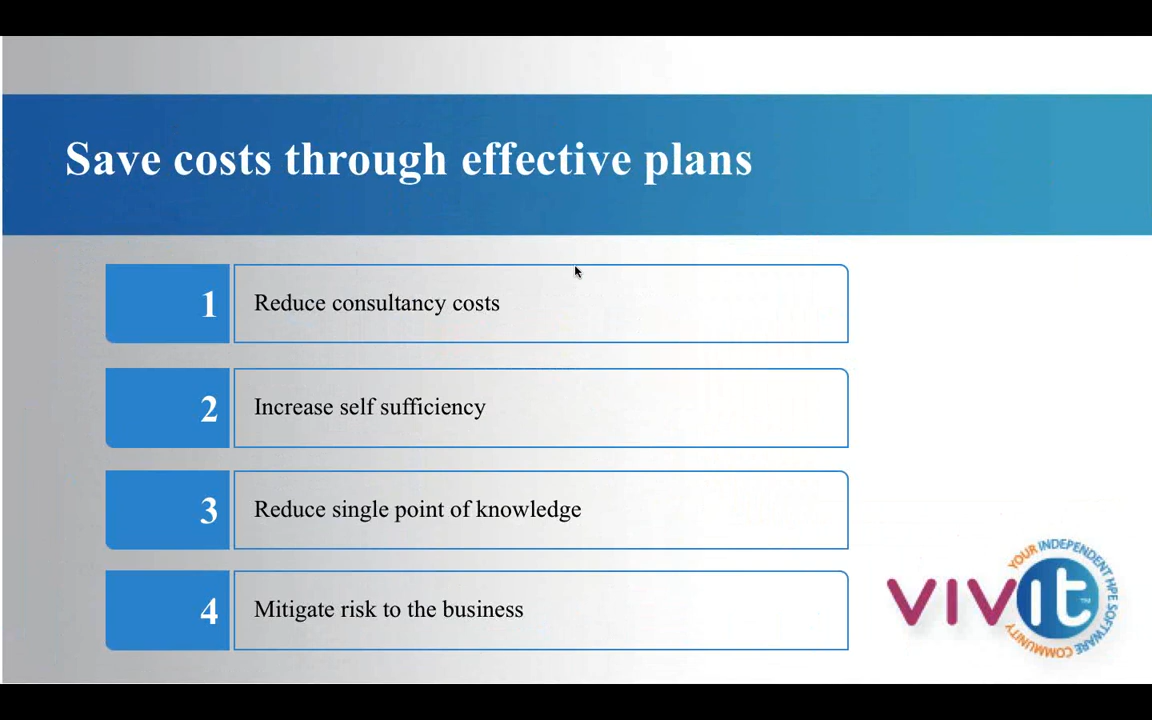 Save costs through effective plans
1
Reduce consultancy costs
2
Increase self sufficiency
3
Reduce single point of knowledge
4
Mitigate risk to the business
VIVIT™
YOUR INDEPENDENT HPE SOFTWARE COMMUNITY